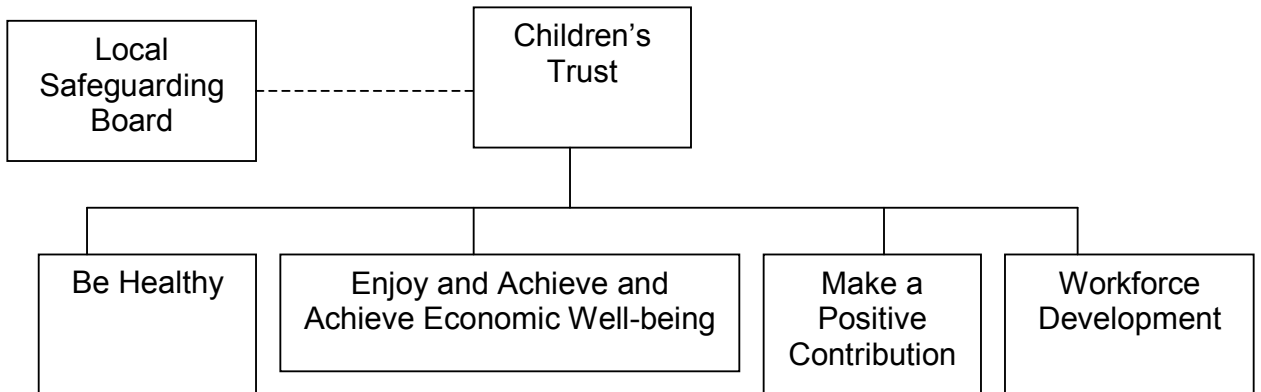 Local
Safeguarding
Board
Children’s
Trust
Be Healthy
Enjoy and Achieve and
Achieve Economic Well-being
Make a
Positive
Contribution
Workforce
Development